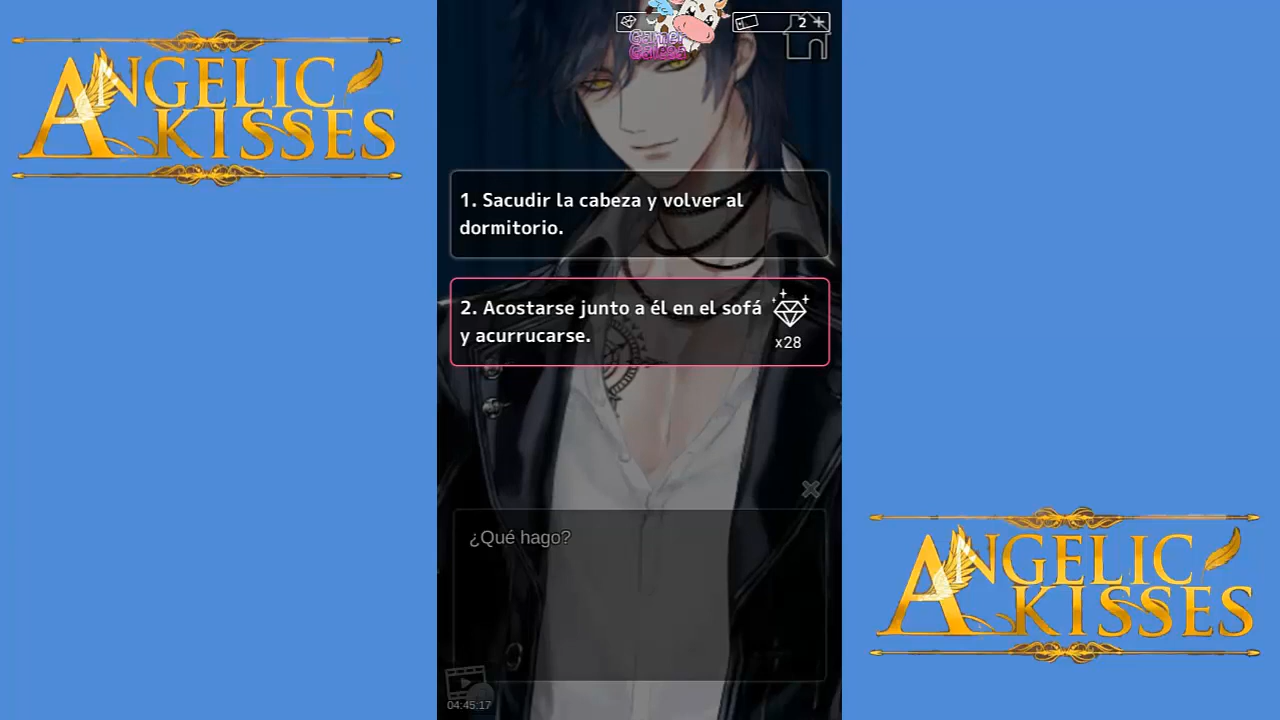 ANGELIC
KISSES
Gamer
Galesa
2 +
1. Sacudir la cabeza y volver al
dormitorio.
2. Acostarse junto a él en el sofá
y acurrucarse.
x28
¿Qué hago?
04:45:17
ANGELIC
KISSES